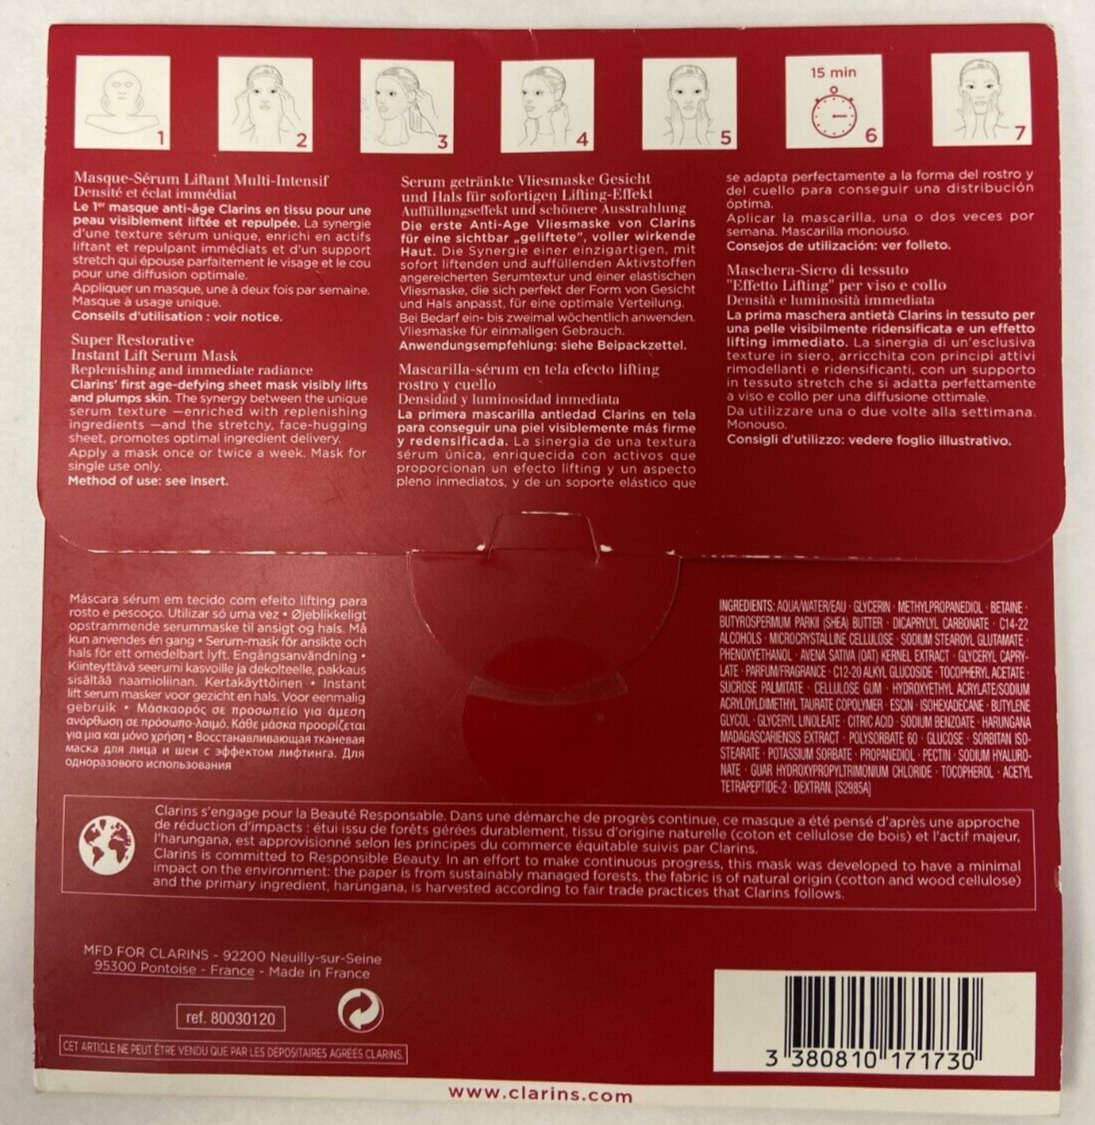 1
2
3
4
5
15 min
6
7
Masque-Sérum Liftant Multi-Intensif
Densité et éclat immédiat
Le 1er masque anti-âge Clarins en tissu pour une
peau visiblement liftée et repulpée. La synergie
d'une texture sérum unique, enrichi en actifs
liftant et repulpant immédiats et d'un support
stretch qui épouse parfaitement le visage et le cou
pour une diffusion optimale.
Appliquer un masque, une à deux fois par semaine.
Masque à usage unique.
Conseils d'utilisation : voir notice.
Super Restorative
Instant Lift Serum Mask
Replenishing and immediate radiance
Clarins' first age-defying sheet mask visibly lifts
and plumps skin. The synergy between the unique
serum texture —enriched with replenishing
ingredients —and the stretchy, face-hugging
sheet, promotes optimal ingredient delivery.
Apply a mask once or twice a week. Mask for
single use only.
Method of use: see insert.
Serum getränkte Vliesmaske Gesicht
und Hals für sofortigen Lifting-Effekt
Auffüllungseffekt und schönere Ausstrahlung
Die erste Anti-Age Vliesmaske von Clarins
für eine sichtbar „geliftete", voller wirkende
Haut. Die Synergie einer einzigartigen, mit
sofort liftenden und auffüllenden Aktivstoffen
angereicherten Serumtextur und einer elastischen
Vliesmaske, die sich perfekt der Form von Gesicht
und Hals anpasst, für eine optimale Verteilung.
Bei Bedarf ein- bis zweimal wöchentlich anwenden.
Vliesmaske für einmaligen Gebrauch.
Anwendungsempfehlung: siehe Beipackzettel.
Mascarilla-sérum en tela efecto lifting
rostro y cuello
Densidad y luminosidad inmediata
La primera mascarilla antiedad Clarins en tela
para conseguir una piel visiblemente más firme
y redensificada. La sinergia de una textura
sérum única, enriquecida con activos que
proporcionan un efecto lifting y un aspecto
pleno inmediatos, y de un soporte elástico que
se adapta perfectamente a la forma del rostro y
del cuello para conseguir una distribución
óptima.
Aplicar la mascarilla, una o dos veces por
semana. Mascarilla monouso.
Consejos de utilización: ver folleto.
Maschera-Siero di tessuto
"Effetto Lifting" per viso e collo
Densità e luminosità immediata
La prima maschera antietà Clarins in tessuto per
una pelle visibilmente ridensificata e un effetto
lifting immediato. La sinergia di un'esclusiva
texture in siero, arricchita con principi attivi
rimodellanti e ridensificanti, con un supporto
in tessuto stretch che si adatta perfettamente
a viso e collo per una diffusione ottimale.
Da utilizzare una o due volte alla settimana.
Monouso.
Consigli d'utilizzo: vedere foglio illustrativo.
Máscara sérum em tecido com efeito lifting para
rosto e pescoço. Utilizar só uma vez • Øjeblikkeligt
opstrammende serummaske til ansigt og hals. Må
kun anvendes én gang • Serum-mask för ansikte och
hals för ett omedelbart lyft. Engångsanvändning •
Kiinteyttävä seerumi kasvoille ja dekolteelle, pakkaus
sisältää naamioliinan. Kertakäyttöinen • Instant
lift serum masker voor gezicht en hals. Voor eenmalig
gebruik • Μάσκαορός σε προσωπείο για άμεση
ανόρθωση σε πρόσωπο-λαιμό. Κάθε μάσκα προορίζεται
για μια και μόνο χρήση • Восстанавливающая тканевая
маска для лица и шеи с эффектом лифтинга. Для
одноразового использования
INGREDIENTS: AQUA/WATER/EAU · GLYCERIN · METHYLPROPANEDIOL · BETAINE ·
BUTYROSPERMUM PARKII (SHEA) BUTTER · DICAPRYLYL CARBONATE · C14-22
ALCOHOLS · MICROCRYSTALLINE CELLULOSE · SODIUM STEAROYL GLUTAMATE ·
PHENOXYETHANOL · AVENA SATIVA (OAT) KERNEL EXTRACT · GLYCERYL CAPRY-
LATE · PARFUM/FRAGRANCE · C12-20 ALKYL GLUCOSIDE · TOCOPHERYL ACETATE ·
SUCROSE PALMITATE · CELLULOSE GUM · HYDROXYETHYL ACRYLATE/SODIUM
ACRYLOYLDIMETHYL TAURATE COPOLYMER · ESCIN · ISOHEXADECANE · BUTYLENE
GLYCOL · GLYCERYL LINOLEATE · CITRIC ACID · SODIUM BENZOATE · HARUNGANA
MADAGASCARIENSIS EXTRACT · POLYSORBATE 60 · GLUCOSE · SORBITAN ISO-
STEARATE · POTASSIUM SORBATE · PROPANEDIOL · PECTIN · SODIUM HYALURO-
NATE · GUAR HYDROXYPROPYLTRIMONIUM CHLORIDE · TOCOPHEROL · ACETYL
TETRAPEPTIDE-2 · DEXTRAN. [S2985A]
Clarins s'engage pour la Beauté Responsable. Dans une démarche de progrès continue, ce masque a été pensé d'après une approche
de réduction d'impacts : étui issu de forêts gérées durablement, tissu d'origine naturelle (coton et cellulose de bois) et l'actif majeur,
l'harungana, est approvisionné selon les principes du commerce équitable suivis par Clarins.
Clarins is committed to Responsible Beauty. In an effort to make continuous progress, this mask was developed to have a minimal
impact on the environment: the paper is from sustainably managed forests, the fabric is of natural origin (cotton and wood cellulose)
and the primary ingredient, harungana, is harvested according to fair trade practices that Clarins follows.
MFD FOR CLARINS - 92200 Neuilly-sur-Seine
95300 Pontoise - France - Made in France
ref. 80030120
CET ARTICLE NE PEUT ÊTRE VENDU QUE PAR LES DÉPOSITAIRES AGRÉÉS CLARINS.
3 380810 171730
www.clarins.com